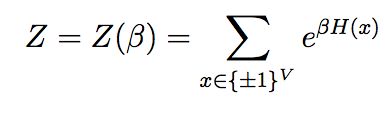 Z = Z(β) = ∑_{x∈{±1}^V} e^{βH(x)}